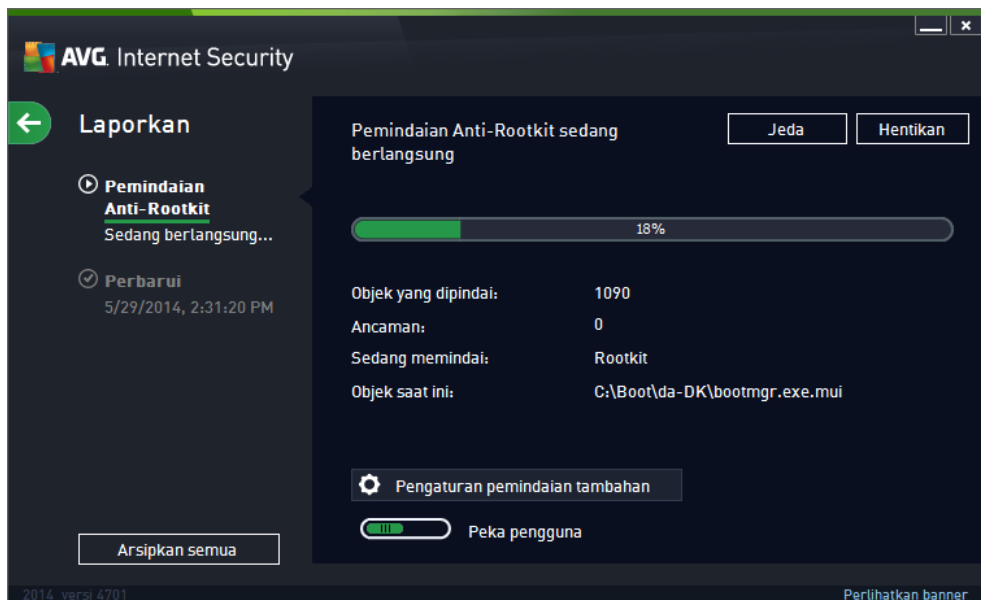 AVG. Internet Security
Laporkan
Pemindaian
Anti-Rootkit
Sedang berlangsung...
Perbarui
5/29/2014, 2:31:20 PM
Arsipkan semua
Pemindaian Anti-Rootkit sedang
berlangsung
Jeda
Hentikan
18%
Objek yang dipindai: 1090
Ancaman: 0
Sedang memindai: Rootkit
Objek saat ini: C:\Boot\da-DK\bootmgr.exe.mui
Pengaturan pemindaian tambahan
Peka pengguna
2014 versi 4701
Perlihatkan banner